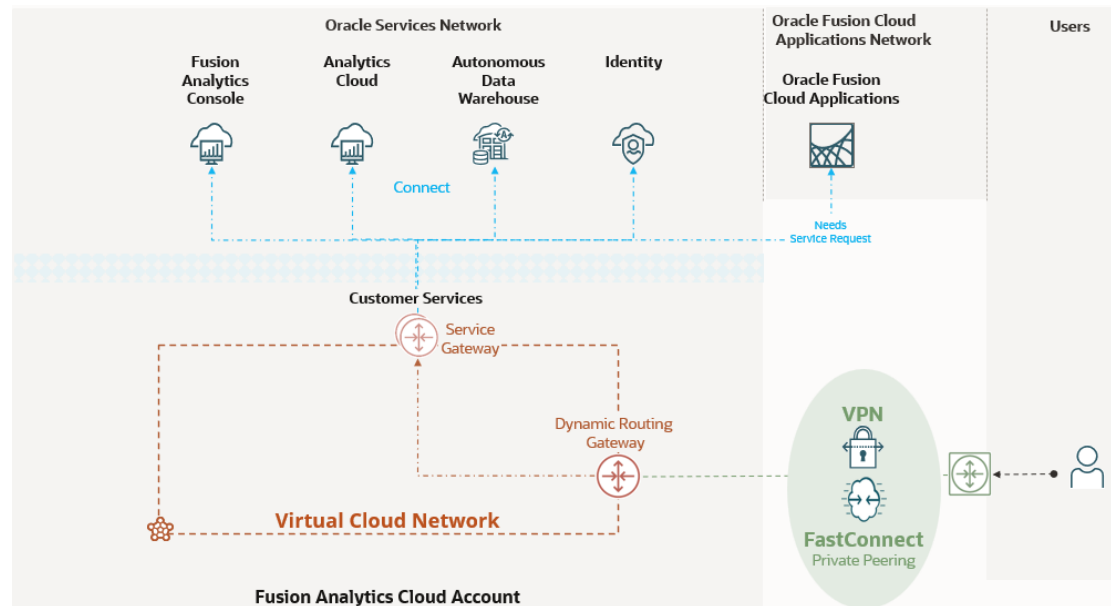 Oracle Services Network
Oracle Fusion Cloud
Applications Network
Users
Fusion
Analytics
Console
Analytics
Cloud
Autonomous
Data
Warehouse
Identity
Oracle Fusion
Cloud Applications
A
Connect
Needs
Service Request
Customer Services
Service
Gateway
Dynamic Routing
Gateway
VPN
Virtual Cloud Network
FastConnect
Private Peering
Fusion Analytics Cloud Account